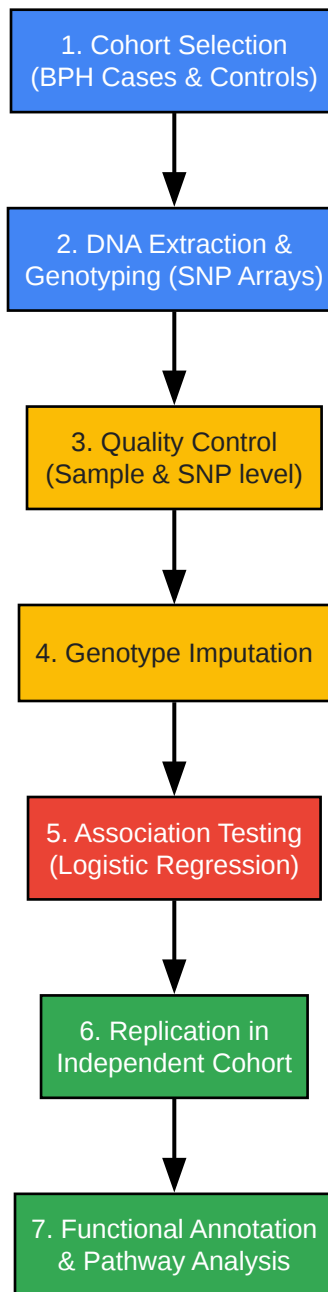 1. Cohort Selection
(BPH Cases & Controls)
2. DNA Extraction &
Genotyping (SNP Arrays)
3. Quality Control
(Sample & SNP level)
4. Genotype Imputation
5. Association Testing
(Logistic Regression)
6. Replication in
Independent Cohort
7. Functional Annotation
& Pathway Analysis